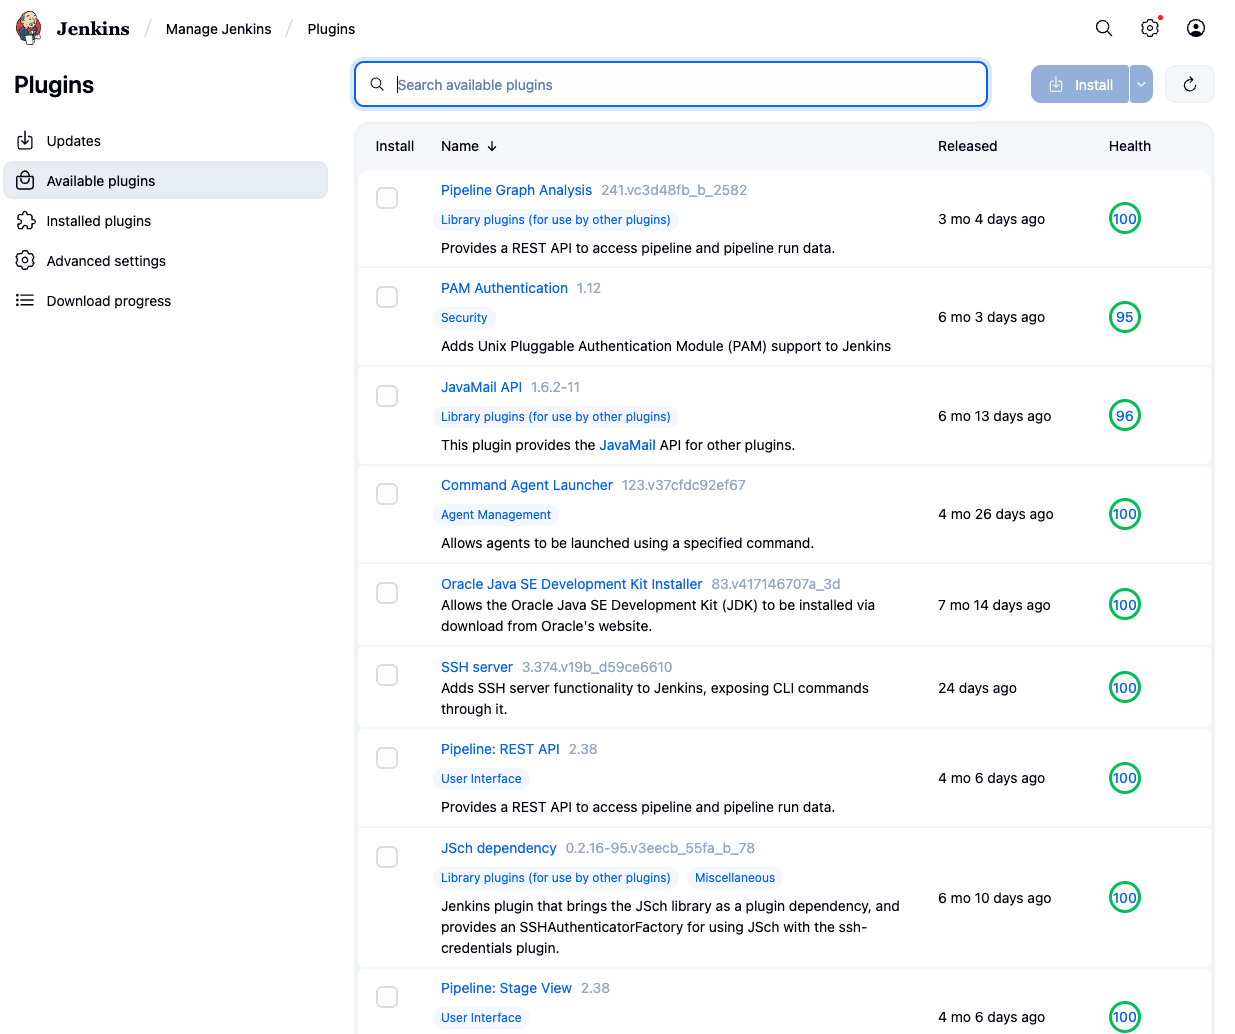 Jenkins / Manage Jenkins / Plugins
Plugins
Search available plugins
Install
Updates
Available plugins
Installed plugins
Advanced settings
Download progress
Install Name ↓ Released Health
Pipeline Graph Analysis 241.vc3d48fb_b_2582
Library plugins (for use by other plugins)
Provides a REST API to access pipeline and pipeline run data.
3 mo 4 days ago
100
PAM Authentication 1.12
Security
Adds Unix Pluggable Authentication Module (PAM) support to Jenkins
6 mo 3 days ago
95
JavaMail API 1.6.2-11
Library plugins (for use by other plugins)
This plugin provides the JavaMail API for other plugins.
6 mo 13 days ago
96
Command Agent Launcher 123.v37cfdc92ef67
Agent Management
Allows agents to be launched using a specified command.
4 mo 26 days ago
100
Oracle Java SE Development Kit Installer 83.v417146707a_3d
Allows the Oracle Java SE Development Kit (JDK) to be installed via
download from Oracle's website.
7 mo 14 days ago
100
SSH server 3.374.v19b_d59ce6610
Adds SSH server functionality to Jenkins, exposing CLI commands
through it.
24 days ago
100
Pipeline: REST API 2.38
User Interface
Provides a REST API to access pipeline and pipeline run data.
4 mo 6 days ago
100
JSch dependency 0.2.16-95.v3eecb_55fa_b_78
Library plugins (for use by other plugins) Miscellaneous
Jenkins plugin that brings the JSch library as a plugin dependency, and
provides an SSHAuthenticatorFactory for using JSch with the ssh-
credentials plugin.
6 mo 10 days ago
100
Pipeline: Stage View 2.38
User Interface
4 mo 6 days ago
100